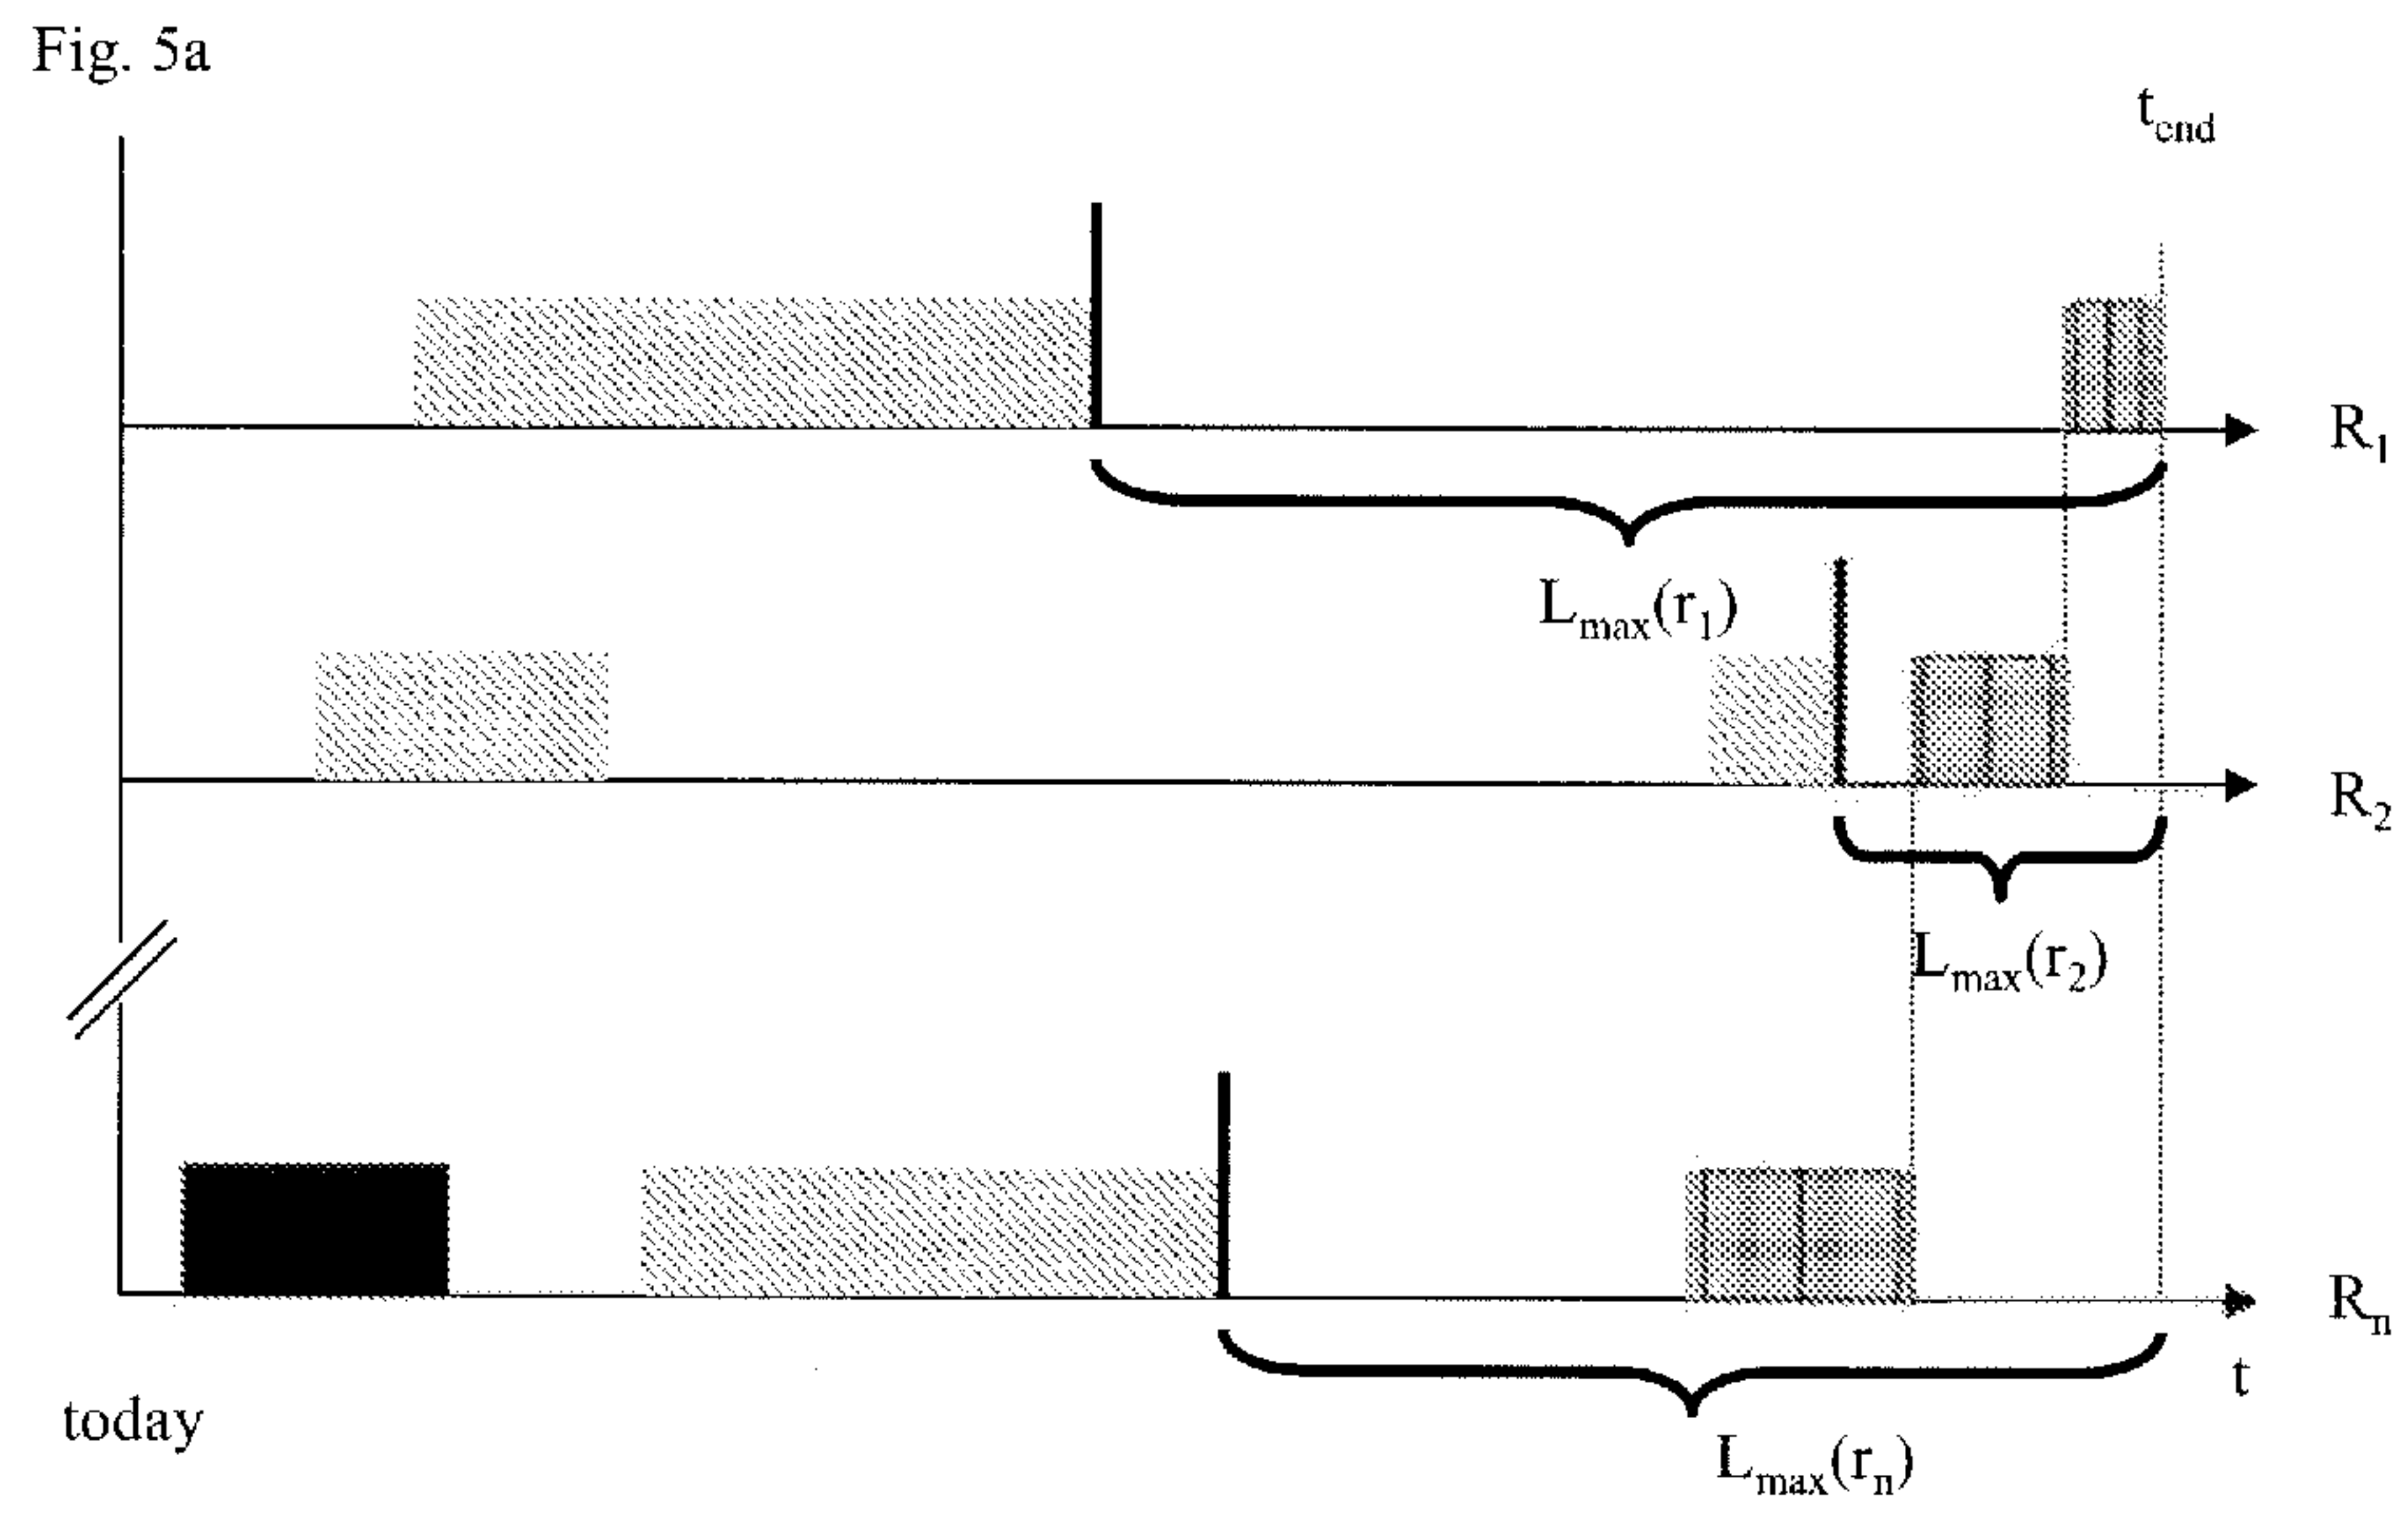 Fig. 5a
t_end
R_1
L_max(r_1)
R_2
L_max(r_2)
R_n
t
today
L_max(r_n)